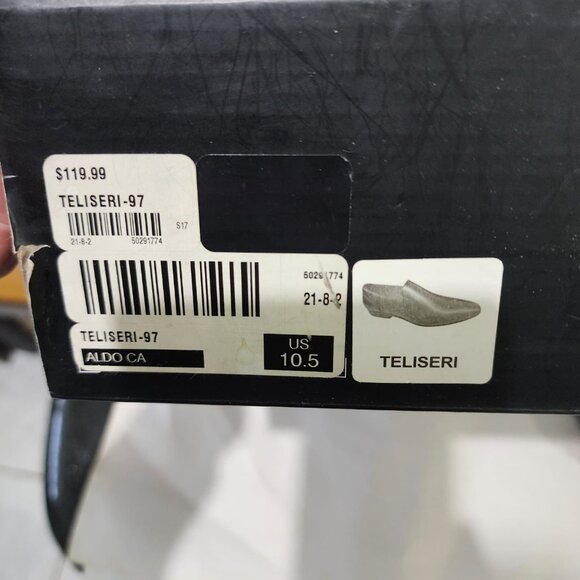 $119.99
TELISERI-97
S17
21-8-2 50291774
50291774
21-8-2
TELISERI-97
ALDO CA
US
10.5
TELISERI